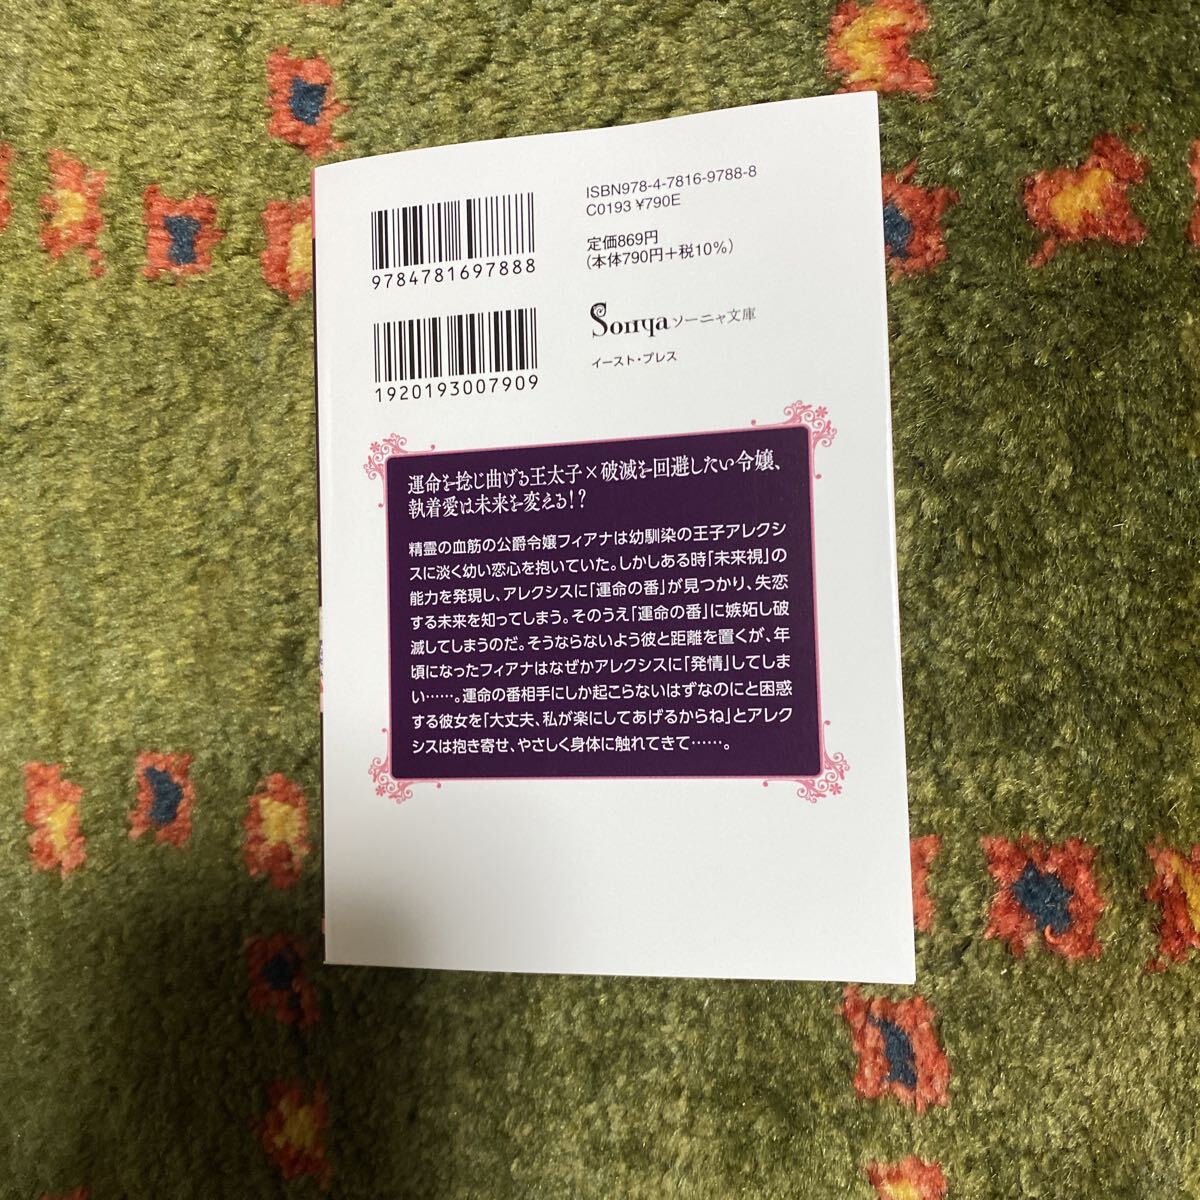 ISBN978-4-7816-9788-8
C0193 ¥790E
9784781697888
定価869円
(本体790円+税10%)
Sonya ソーニャ文庫
イースト・プレス
1920193007909
運命を捻じ曲げる王太子×破滅を回避したい令嬢、
執着愛は未来を変える!?
精霊の血筋の公爵令嬢フィアナは幼馴染の王子アレクシ
スに淡く幼い恋心を抱いていた。しかしある時「未来視」の
能力を発現し、アレクシスに「運命の番」が見つかり、失恋
する未来を知ってしまう。そのうえ「運命の番」に嫉妬し破
滅してしまうのだ。そうならないよう彼と距離を置くが、年
頃になったフィアナはなぜかアレクシスに「発情」してしま
い……。運命の番相手にしか起こらないはずなのにと困惑
する彼女を「大丈夫、私が楽にしてあげるからね」とアレク
シスは抱き寄せ、やさしく身体に触れてきて……。